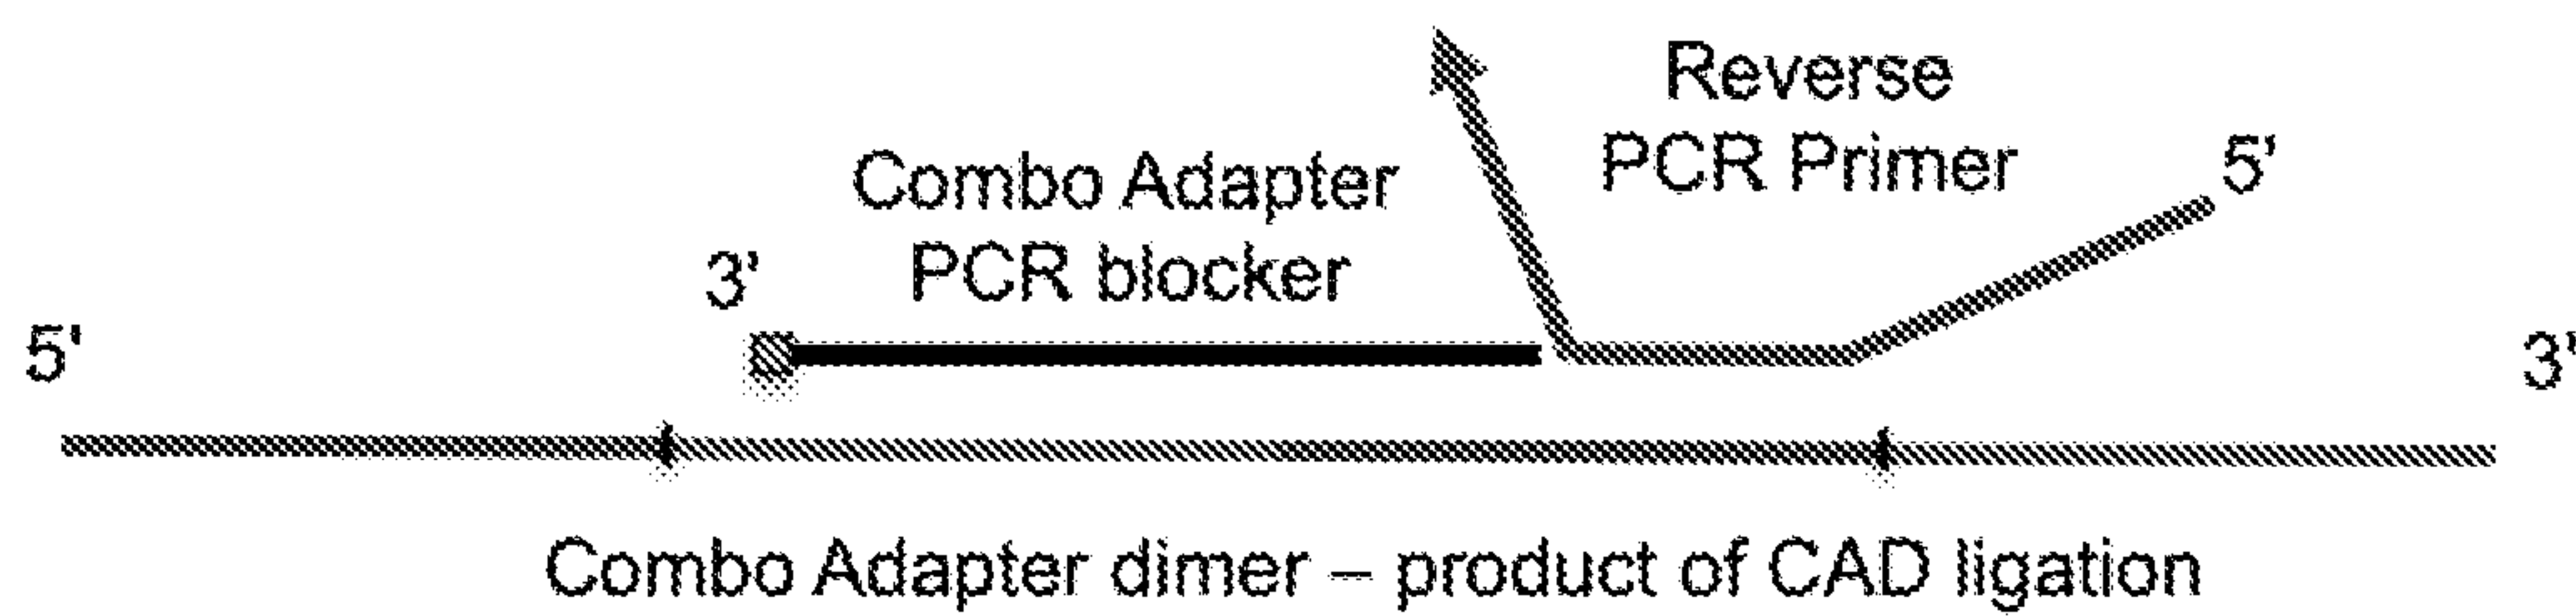 Reverse
PCR Primer
5'
Combo Adapter
PCR blocker
3'
5'
3'
Combo Adapter dimer – product of CAD ligation